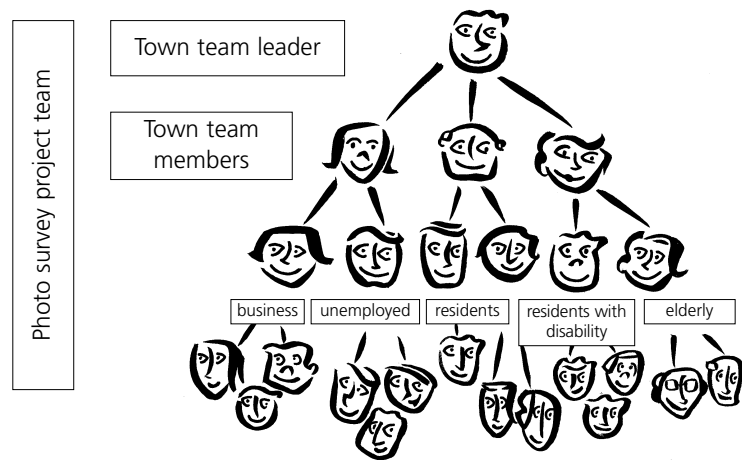 Photo survey project team
Town team leader
Town team
members
business
unemployed
residents
residents with
disability
elderly